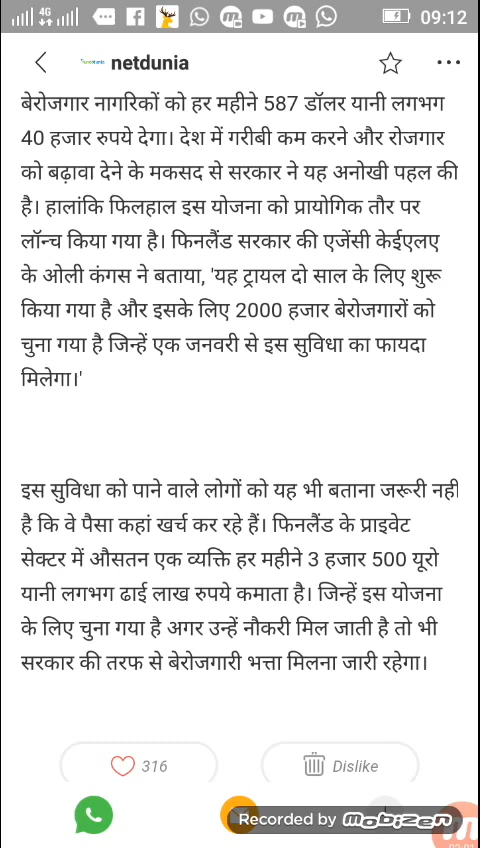 4G
09:12
netdunia
बेरोजगार नागरिकों को हर महीने 587 डॉलर यानी लगभग
40 हजार रुपये देगा। देश में गरीबी कम करने और रोजगार
को बढ़ावा देने के मकसद से सरकार ने यह अनोखी पहल की
है। हालांकि फिलहाल इस योजना को प्रायोगिक तौर पर
लॉन्च किया गया है। फिनलैंड सरकार की एजेंसी केईएलए
के ओली कंगस ने बताया, 'यह ट्रायल दो साल के लिए शुरू
किया गया है और इसके लिए 2000 हजार बेरोजगारों को
चुना गया है जिन्हें एक जनवरी से इस सुविधा का फायदा
मिलेगा।'
इस सुविधा को पाने वाले लोगों को यह भी बताना जरूरी नहीं
है कि वे पैसा कहां खर्च कर रहे हैं। फिनलैंड के प्राइवेट
सेक्टर में औसतन एक व्यक्ति हर महीने 3 हजार 500 यूरो
यानी लगभग ढाई लाख रुपये कमाता है। जिन्हें इस योजना
के लिए चुना गया है अगर उन्हें नौकरी मिल जाती है तो भी
सरकार की तरफ से बेरोजगारी भत्ता मिलना जारी रहेगा।
316
Dislike
Recorded by mobizen